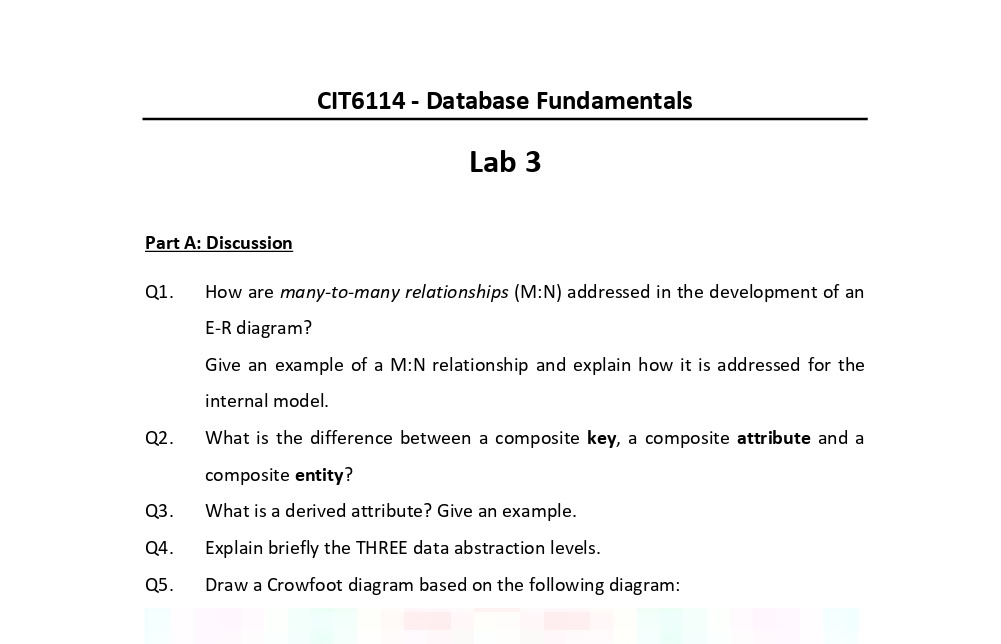 CIT6114 - Database Fundamentals
Lab 3
Part A: Discussion
Q1. How are many-to-many relationships (M:N) addressed in the development of an
E-R diagram?
Give an example of a M:N relationship and explain how it is addressed for the
internal model.
Q2. What is the difference between a composite key, a composite attribute and a
composite entity?
Q3. What is a derived attribute? Give an example.
Q4. Explain briefly the THREE data abstraction levels.
Q5. Draw a Crowfoot diagram based on the following diagram: